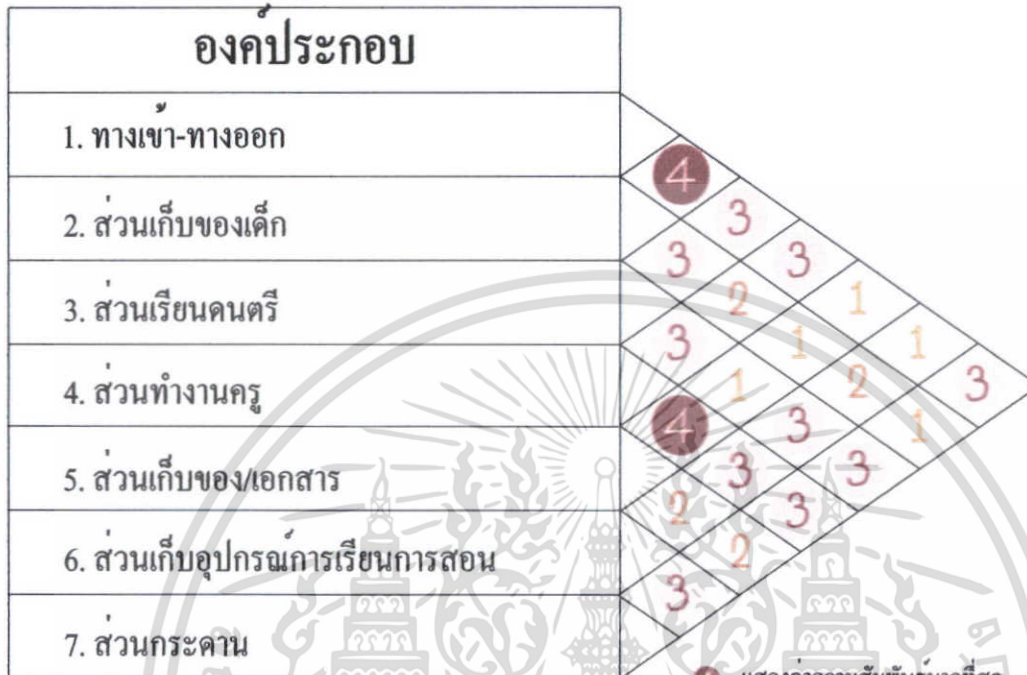 องค์ประกอบ
1. ทางเข้า-ทางออก
4
2. ส่วนเก็บของเด็ก 3
3 3
3. ส่วนเรียนดนตรี 2 1
3 1 1
4. ส่วนทำงานครู 1 2 3
4 3 1
5. ส่วนเก็บของ/เอกสาร 3 3
2 3
6. ส่วนเก็บอุปกรณ์การเรียนการสอน 2
3
7. ส่วนกระดาน